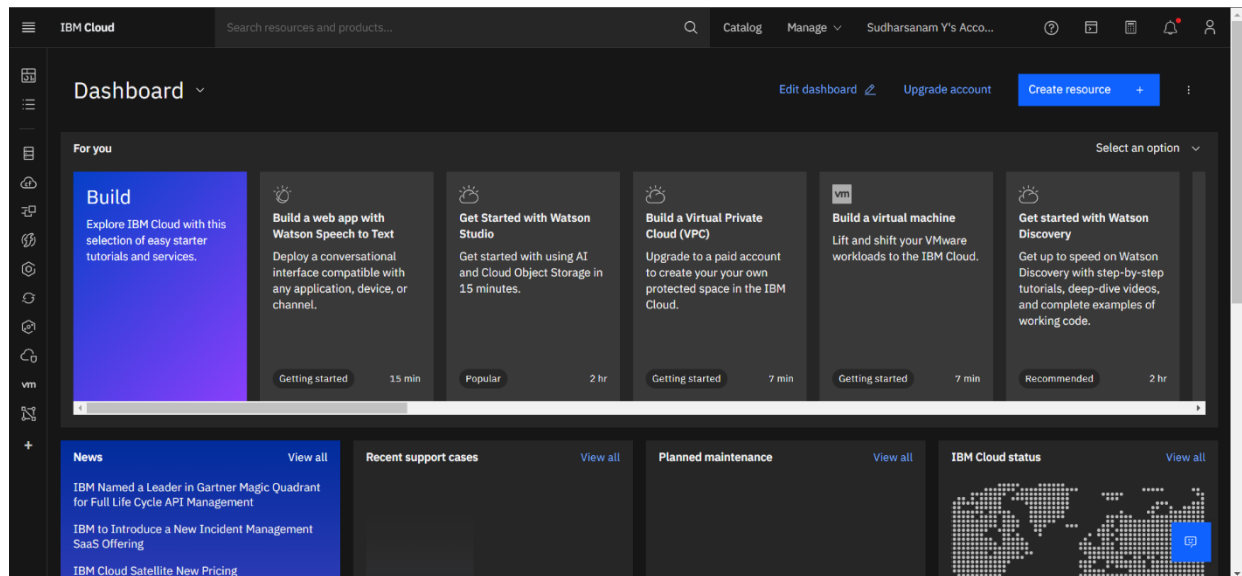 IBM Cloud
Search resources and products...
Catalog
Manage
Sudharsanam Y's Acco...
Dashboard
Edit dashboard
Upgrade account
Create resource +
For you
Select an option
Build
Explore IBM Cloud with this
selection of easy starter
tutorials and services.
Build a web app with
Watson Speech to Text
Deploy a conversational
interface compatible with
any application, device, or
channel.
Getting started
15 min
Get Started with Watson
Studio
Get started with using AI
and Cloud Object Storage in
15 minutes.
Popular
2 hr
Build a Virtual Private
Cloud (VPC)
Upgrade to a paid account
to create your your own
protected space in the IBM
Cloud.
Getting started
7 min
vm
Build a virtual machine
Lift and shift your VMware
workloads to the IBM Cloud.
Getting started
7 min
Get started with Watson
Discovery
Get up to speed on Watson
Discovery with step-by-step
tutorials, deep-dive videos,
and complete examples of
working code.
Recommended
2 hr
vm
News
View all
IBM Named a Leader in Gartner Magic Quadrant
for Full Life Cycle API Management
IBM to Introduce a New Incident Management
SaaS Offering
IBM Cloud Satellite New Pricing
Recent support cases
View all
Planned maintenance
View all
IBM Cloud status
View all